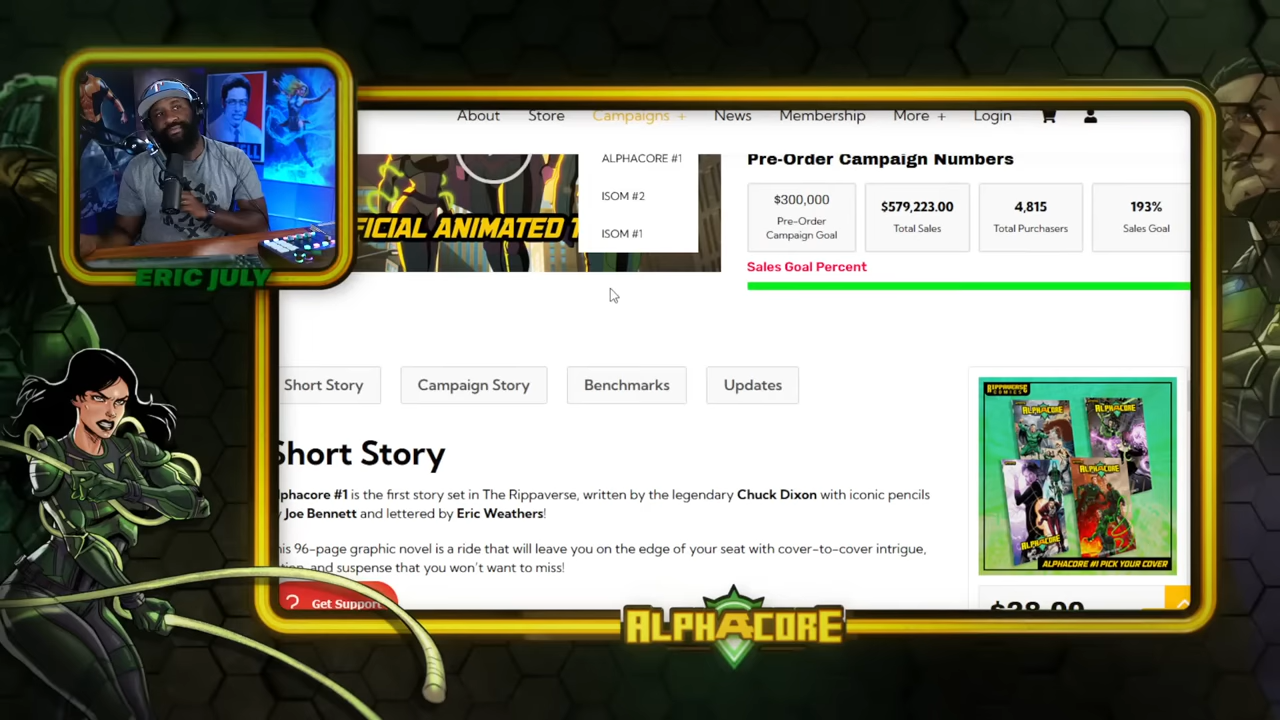 ERIC JULY
About
Store
Campaigns +
News
Membership
More +
Login
ALPHACORE #1
ISOM #2
ISOM #1
FICIAL ANIMATED T
Pre-Order Campaign Numbers
$300,000
Pre-Order
Campaign Goal
$579,223.00
Total Sales
4,815
Total Purchasers
193%
Sales Goal
Sales Goal Percent
Short Story
Campaign Story
Benchmarks
Updates
Short Story
lphacore #1 is the first story set in The Rippaverse, written by the legendary Chuck Dixon with iconic pencils
Joe Bennett and lettered by Eric Weathers!
his 96-page graphic novel is a ride that will leave you on the edge of your seat with cover-to-cover intrigue,
and suspense that you won't want to miss!
? Get Support
RIPPAVERSE
COMICS
ALPHACORE
ALPHACORE
ALPHACORE
ALPHACORE
ALPHACORE #1 PICK YOUR COVER
ALPHACORE